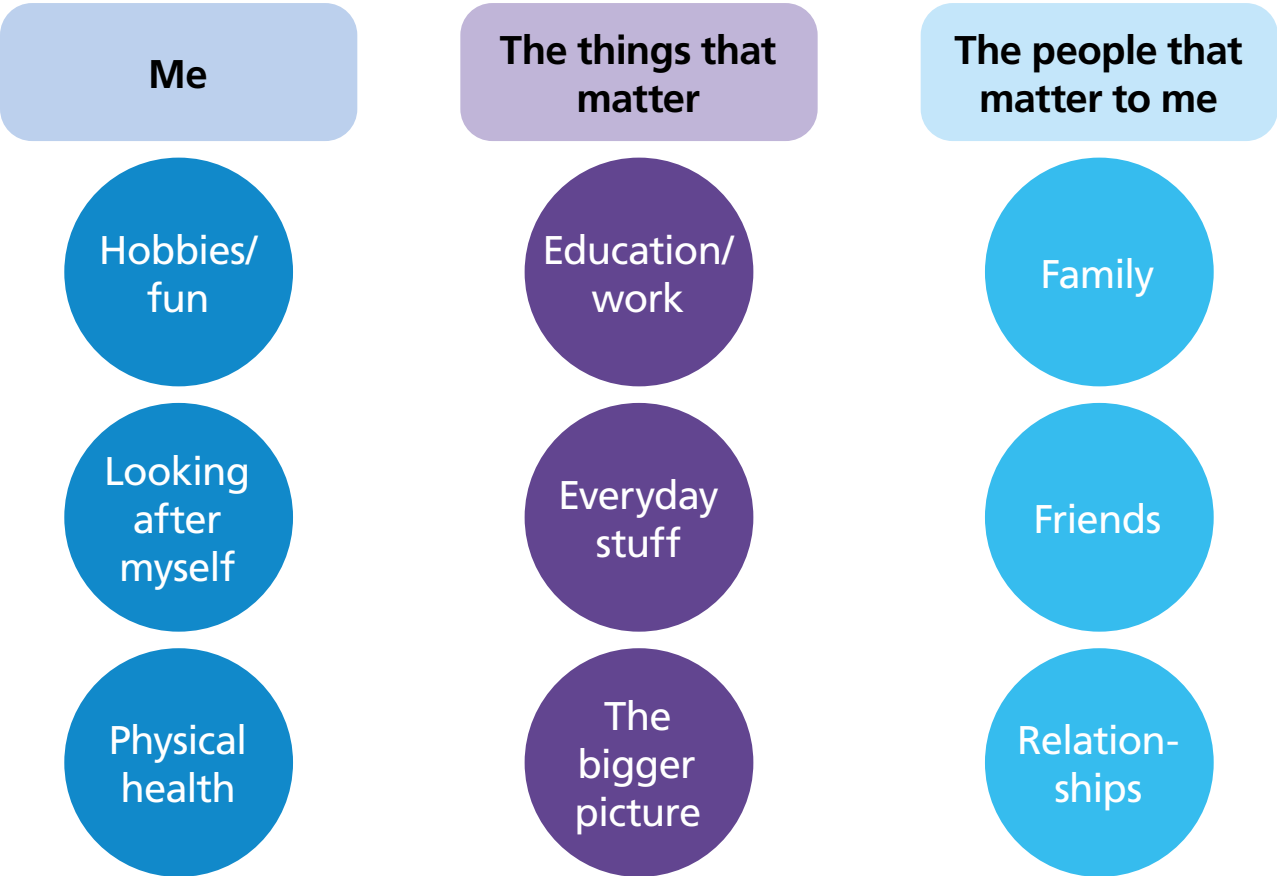 Me
Hobbies/
fun
Looking
after
myself
Physical
health
The things that
matter
Education/
work
Everyday
stuff
The
bigger
picture
The people that
matter to me
Family
Friends
Relation-
ships